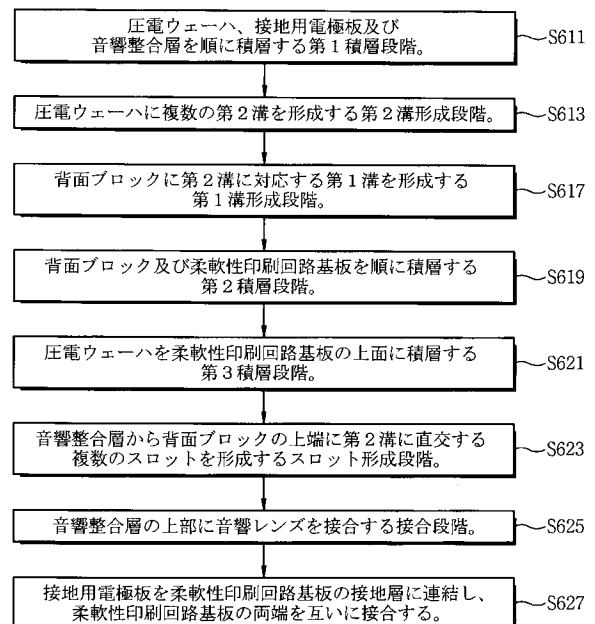 圧電ウェーハ、接地用電極板及び
音響整合層を順に積層する第1積層段階。
S611
圧電ウェーハに複数の第2溝を形成する第2溝形成段階。
S613
背面ブロックに第2溝に対応する第1溝を形成する
第1溝形成段階。
S617
背面ブロック及び柔軟性印刷回路基板を順に積層する
第2積層段階。
S619
圧電ウェーハを柔軟性印刷回路基板の上面に積層する
第3積層段階。
S621
音響整合層から背面ブロックの上端に第2溝に直交する
複数のスロットを形成するスロット形成段階。
S623
音響整合層の上部に音響レンズを接合する接合段階。
S625
接地用電極板を柔軟性印刷回路基板の接地層に連結し、
柔軟性印刷回路基板の両端を互いに接合する。
S627